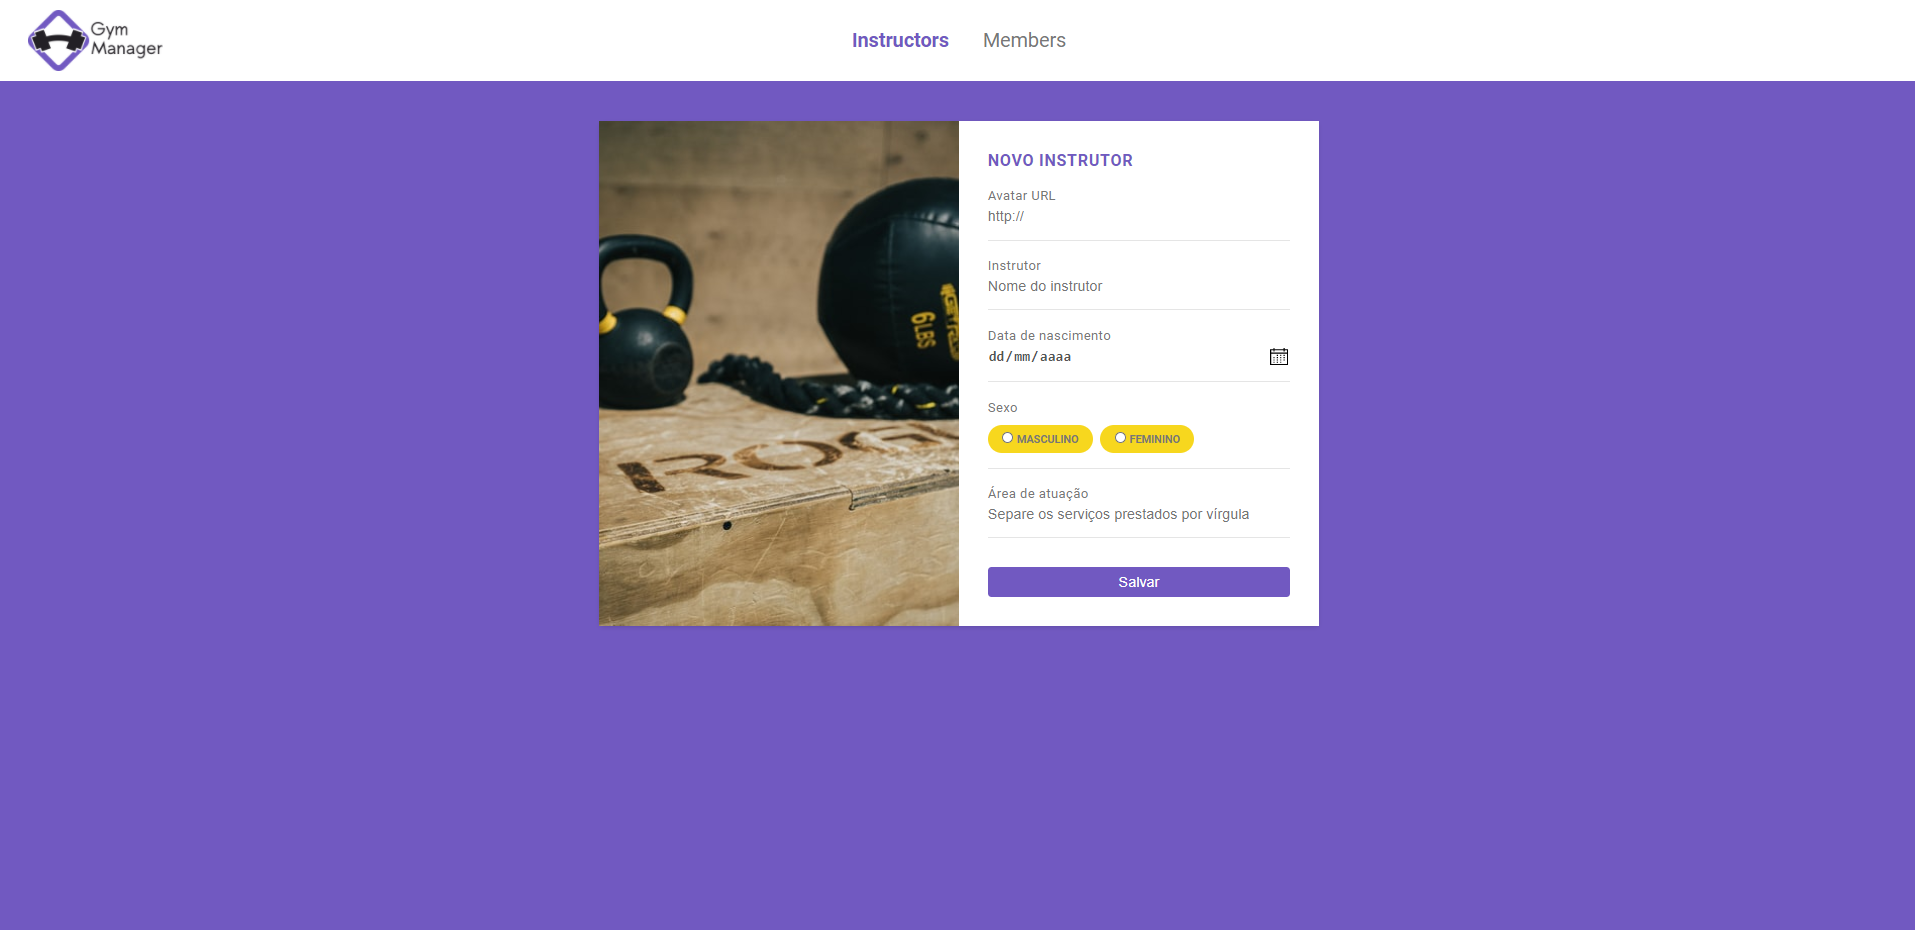 Gym
Manager
Instructors
Members
6LBS
NOVO INSTRUTOR
Avatar URL
http://
Instrutor
Nome do instrutor
Data de nascimento
dd/mm/aaaa
Sexo
MASCULINO
FEMININO
Área de atuação
Separe os serviços prestados por vírgula
Salvar